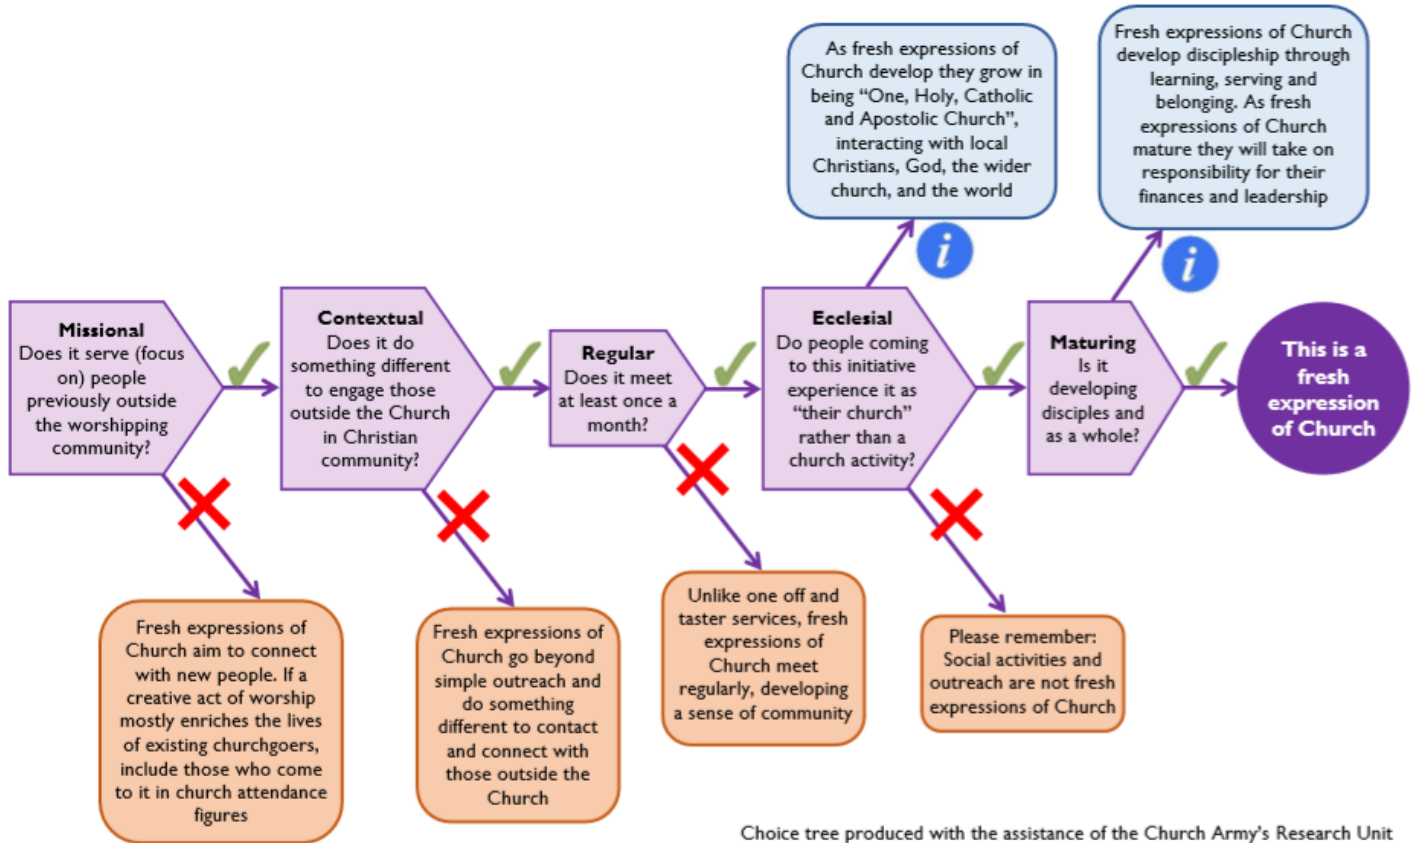 As fresh expressions of
Church develop they grow in
being “One, Holy, Catholic
and Apostolic Church”,
interacting with local
Christians, God, the wider
church, and the world
Fresh expressions of Church
develop discipleship through
learning, serving and
belonging. As fresh
expressions of Church
mature they will take on
responsibility for their
finances and leadership
i
i
Missional
Does it serve (focus
on) people
previously outside
the worshipping
community?
Contextual
Does it do
something different
to engage those
outside the Church
in Christian
community?
Regular
Does it meet
at least once a
month?
Ecclesial
Do people coming
to this initiative
experience it as
“their church”
rather than a
church activity?
Maturing
Is it
developing
disciples and
as a whole?
This is a
fresh
expression
of Church
Fresh expressions of
Church aim to connect
with new people. If a
creative act of worship
mostly enriches the lives
of existing churchgoers,
include those who come
to it in church attendance
figures
Fresh expressions of
Church go beyond
simple outreach and
do something
different to contact
and connect with
those outside the
Church
Unlike one off and
taster services, fresh
expressions of
Church meet
regularly, developing
a sense of community
Please remember:
Social activities and
outreach are not fresh
expressions of Church
Choice tree produced with the assistance of the Church Army’s Research Unit